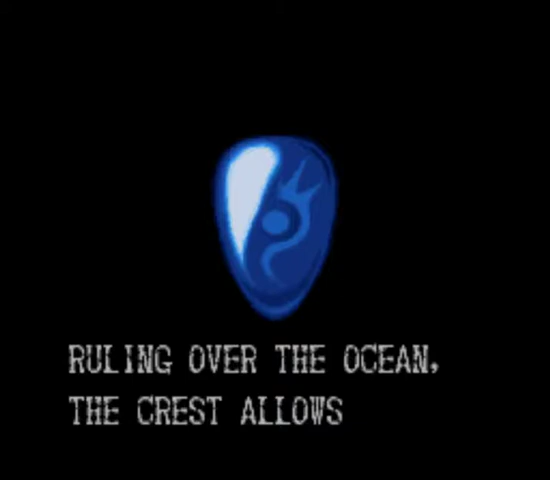 RULING OVER THE OCEAN,
THE CREST ALLOWS